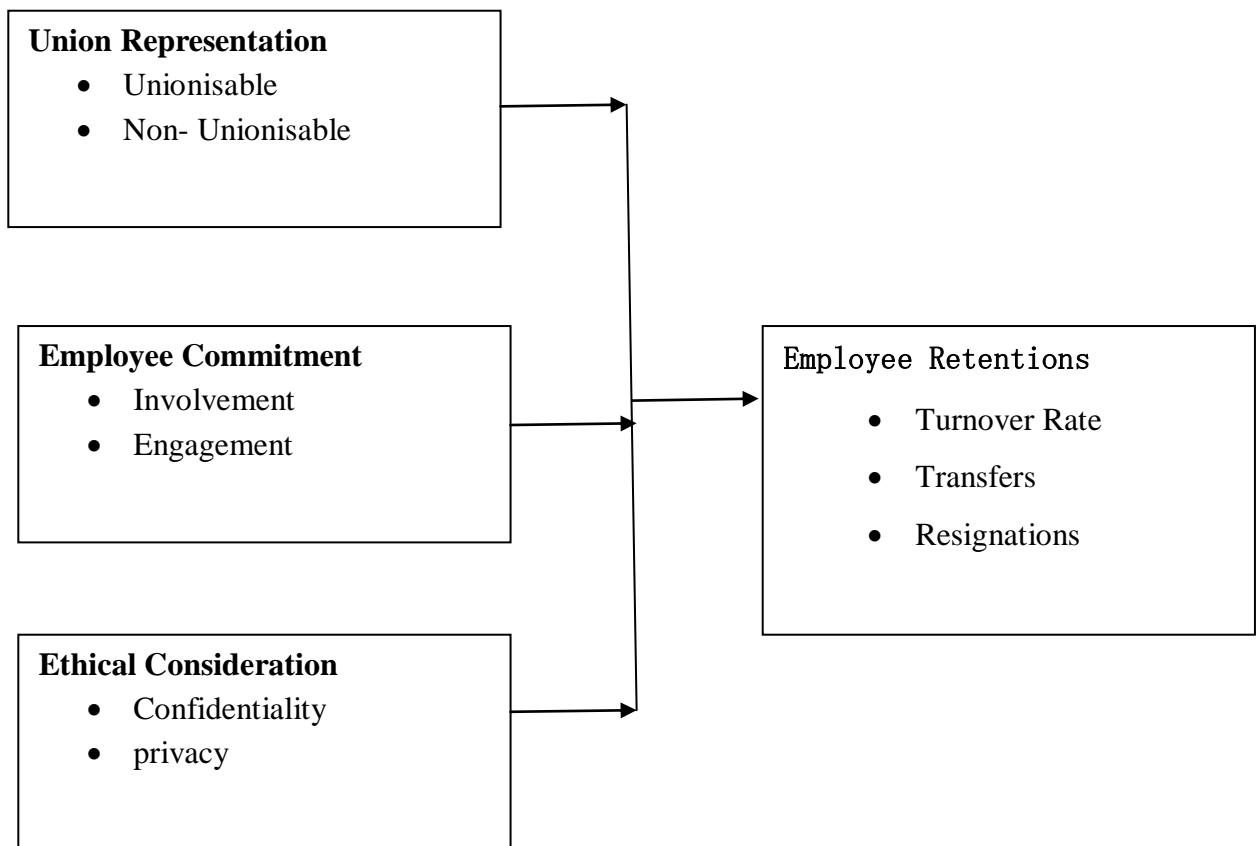 Union Representation
• Unionisable
• Non- Unionisable
Employee Commitment
• Involvement
• Engagement
Ethical Consideration
• Confidentiality
• privacy
Employee Retentions
• Turnover Rate
• Transfers
• Resignations